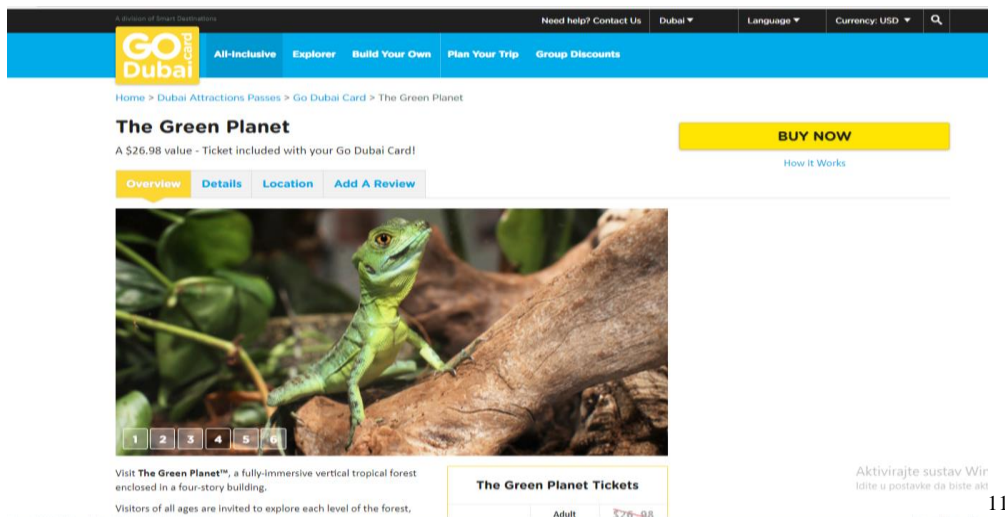 A division of Smart Destinations
Need help? Contact Us Dubai Language Currency: USD
GO Dubai.card
All-Inclusive Explorer Build Your Own Plan Your Trip Group Discounts
Home > Dubai Attractions Passes > Go Dubai Card > The Green Planet
The Green Planet
A $26.98 value - Ticket included with your Go Dubai Card!
BUY NOW
How it Works
Overview Details Location Add A Review
1 2 3 4 5 6
Visit The Green Planet™, a fully-immersive vertical tropical forest
enclosed in a four-story building.
Visitors of all ages are invited to explore each level of the forest,
The Green Planet Tickets
Adult $26.98
Aktivirajte sustav Wir
Idite u postavke da biste akt
11